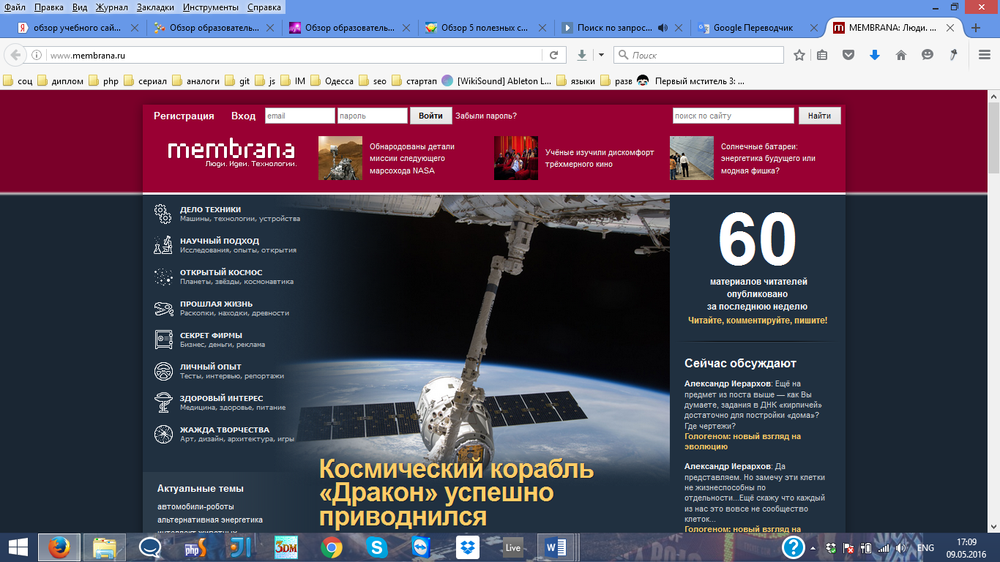 Файл Правка Вид Журнал Закладки Инструменты Справка
обзор учебного сай...
Обзор образователь...
Обзор образователь...
Обзор 5 полезных с...
Поиск по запрос...
Google Переводчик
MEMBRANA: Люди. ...
www.membrana.ru
Поиск
соц диплом php сериал аналоги git js IM Одесса seo стартап [WikiSound] Ableton L... языки разв Первый мститель 3: ...
Регистрация Вход email пароль Войти Забыли пароль? поиск по сайту Найти
membrana
Люди. Идеи. Технологии.
Обнародованы детали
миссии следующего
марсохода NASA
Учёные изучили дискомфорт
трёхмерного кино
Солнечные батареи:
энергетика будущего или
модная фишка?
ДЕЛО ТЕХНИКИ
Машины, технологии, устройства
НАУЧНЫЙ ПОДХОД
Исследования, опыты, открытия
ОТКРЫТЫЙ КОСМОС
Планеты, звёзды, космонавтика
ПРОШЛАЯ ЖИЗНЬ
Раскопки, находки, древности
СЕКРЕТ ФИРМЫ
Бизнес, деньги, реклама
ЛИЧНЫЙ ОПЫТ
Тесты, интервью, репортажи
ЗДОРОВЫЙ ИНТЕРЕС
Медицина, здоровье, питание
ЖАЖДА ТВОРЧЕСТВА
Арт, дизайн, архитектура, игры
Актуальные темы
автомобили-роботы
альтернативная энергетика
интеллект животных
Космический корабль
«Дракон» успешно
приводнился
60
материалов читателей
опубликовано
за последнюю неделю
Читайте, комментируйте, пишите!
Сейчас обсуждают
Александр Иерархов: Ещё на
предмет из поста выше — как Вы
думаете, задания в ДНК «кирпичей»
достаточно для постройки «дома»?
Где чертежи?
Гологеном: новый взгляд на
эволюцию
Александр Иерархов: Да
представляем. Но замечу эти клетки
не жизнеспособны по
отдельности...Ещё скажу что каждый
из нас это вовсе не сообщество
клеток...
Гологеном: новый взгляд на
php
3DM
Live
ENG
17:09
09.05.2016